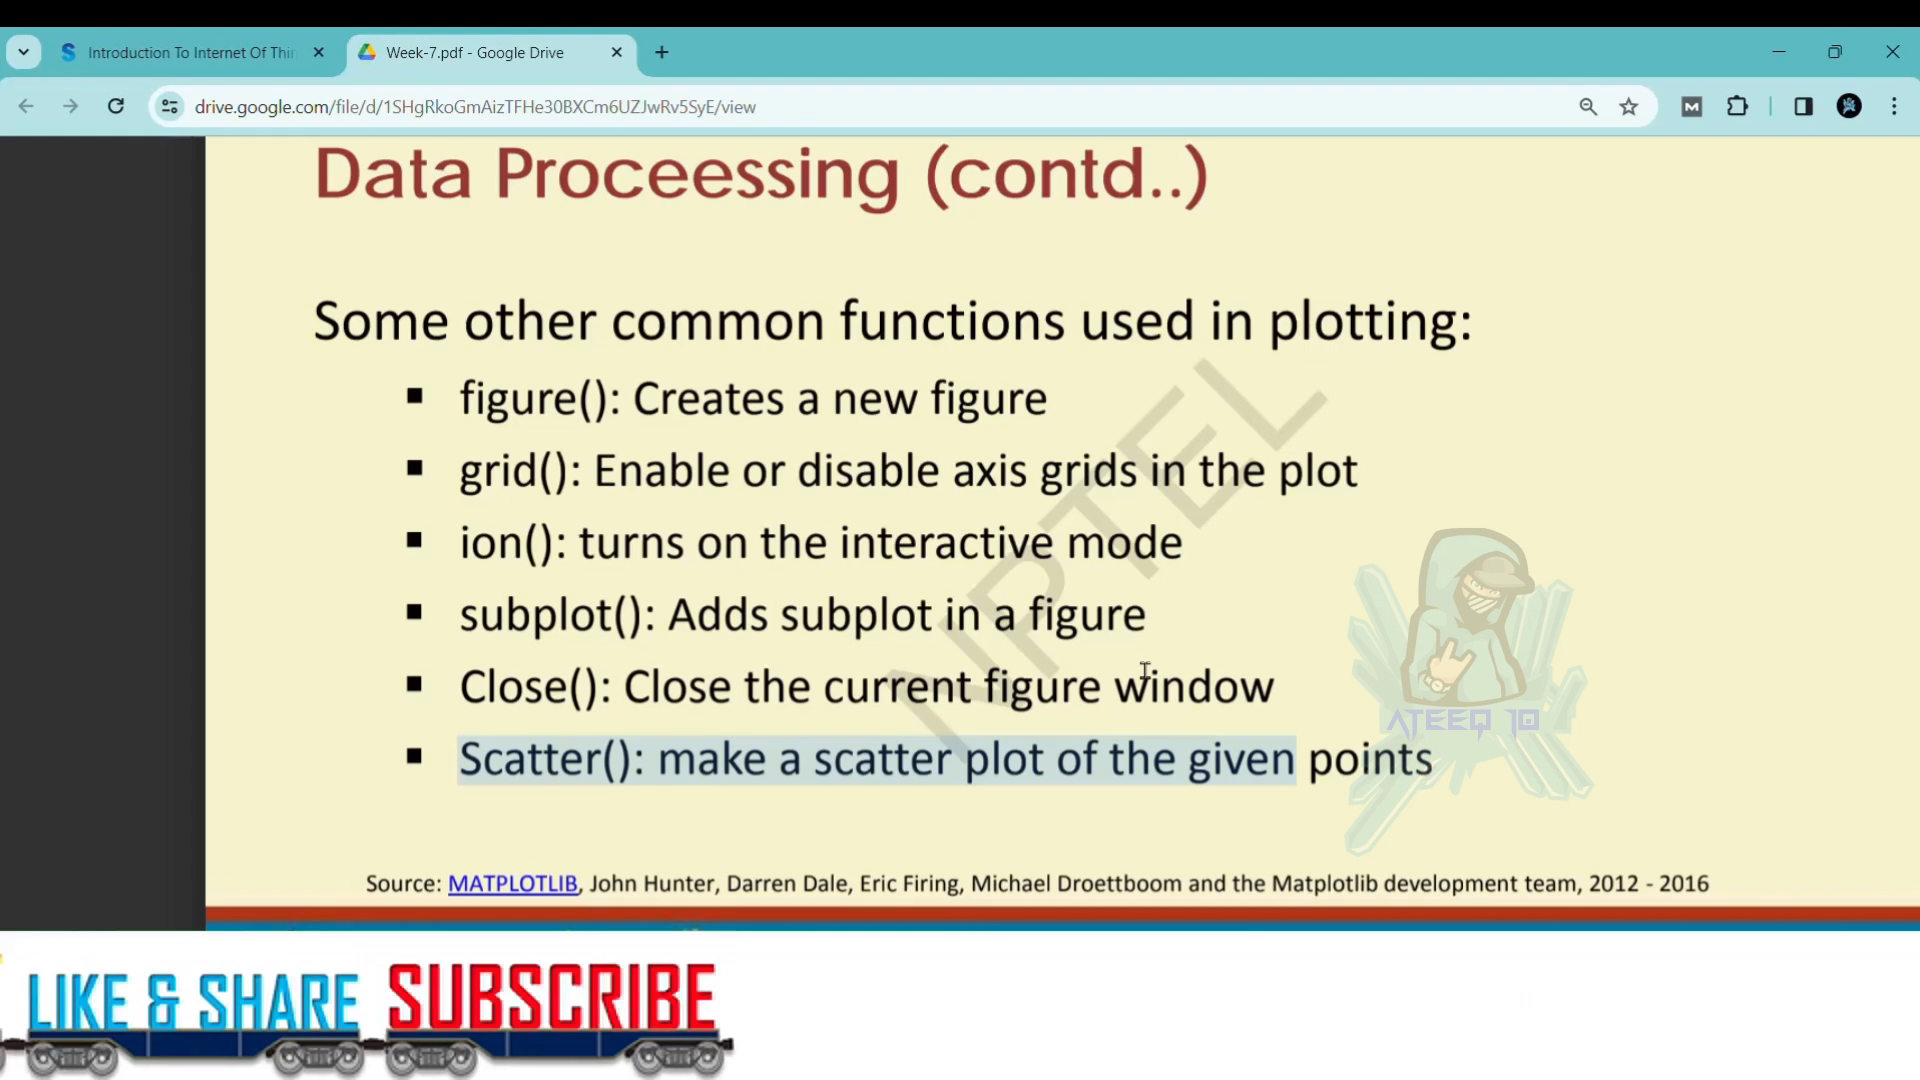 Introduction To Internet Of Thin
Week-7.pdf - Google Drive
drive.google.com/file/d/1SHgRkoGmAizTFHe30BXCm6UZJwRv5SyE/view
Data Proceessing (contd..)
Some other common functions used in plotting:
▪ figure(): Creates a new figure
▪ grid(): Enable or disable axis grids in the plot
▪ ion(): turns on the interactive mode
▪ subplot(): Adds subplot in a figure
▪ Close(): Close the current figure window
▪ Scatter(): make a scatter plot of the given points
NPTEL
ATEEQ 10
Source: MATPLOTLIB, John Hunter, Darren Dale, Eric Firing, Michael Droettboom and the Matplotlib development team, 2012 - 2016
LIKE & SHARE SUBSCRIBE